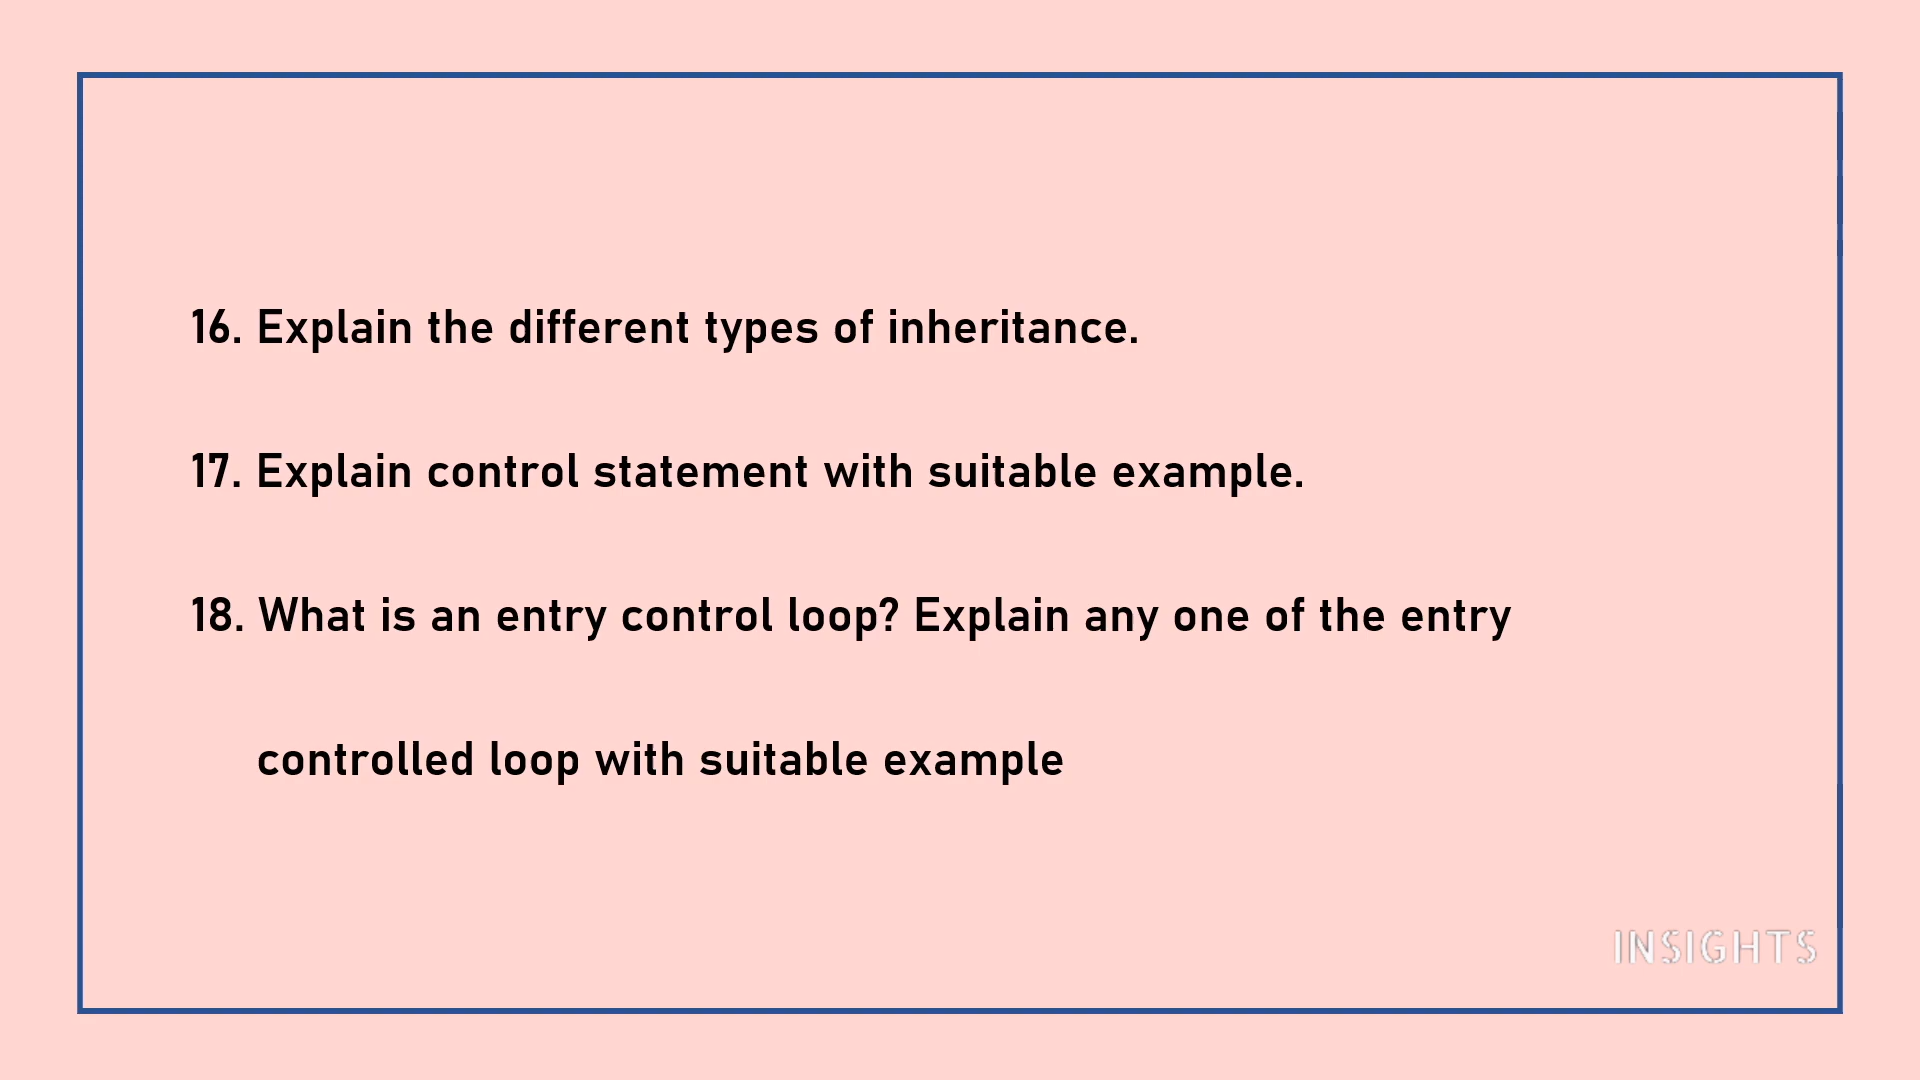 16. Explain the different types of inheritance.
17. Explain control statement with suitable example.
18. What is an entry control loop? Explain any one of the entry
controlled loop with suitable example
INSIGHTS